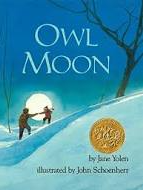 OWL
MOON
by Jane Yolen
illustrated by John Schoenherr